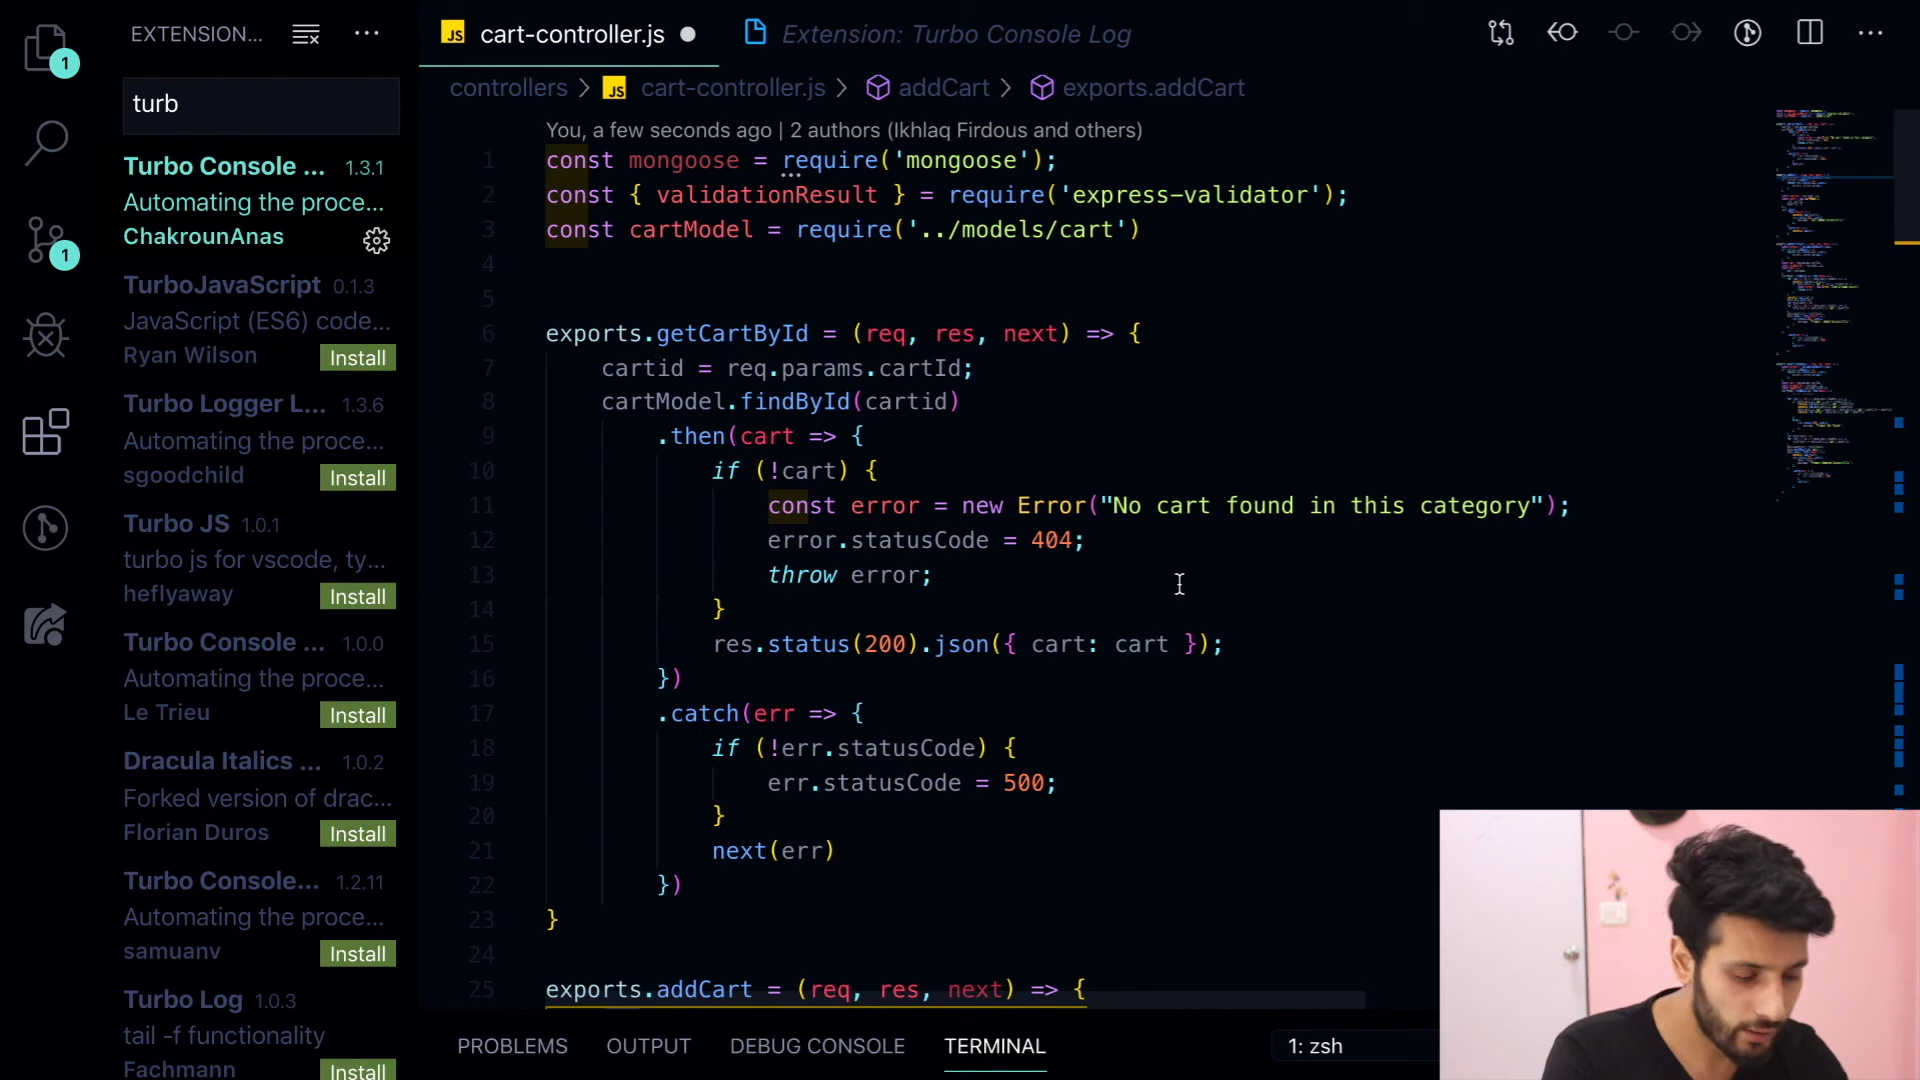 EXTENSION...
turb
Turbo Console ... 1.3.1
Automating the proce...
ChakrounAnas
TurboJavaScript 0.1.3
JavaScript (ES6) code...
Ryan Wilson Install
Turbo Logger L... 1.3.6
Automating the proce...
sgoodchild Install
Turbo JS 1.0.1
turbo js for vscode, ty...
heflyaway Install
Turbo Console ... 1.0.0
Automating the proce...
Le Trieu Install
Dracula Italics ... 1.0.2
Forked version of drac...
Florian Duros Install
Turbo Console... 1.2.11
Automating the proce...
samuanv Install
Turbo Log 1.0.3
tail -f functionality
Fachmann Install
1
1
JS cart-controller.js
Extension: Turbo Console Log
controllers > JS cart-controller.js > addCart > exports.addCart
You, a few seconds ago | 2 authors (Ikhlaq Firdous and others)
1 const mongoose = require('mongoose');
2 const { validationResult } = require('express-validator');
3 const cartModel = require('../models/cart')
4
5
6 exports.getCartById = (req, res, next) => {
7 cartid = req.params.cartId;
8 cartModel.findById(cartid)
9 .then(cart => {
10 if (!cart) {
11 const error = new Error("No cart found in this category");
12 error.statusCode = 404;
13 throw error;
14 }
15 res.status(200).json({ cart: cart });
16 })
17 .catch(err => {
18 if (!err.statusCode) {
19 err.statusCode = 500;
20 }
21 next(err)
22 })
23 }
24
25 exports.addCart = (req, res, next) => {
PROBLEMS OUTPUT DEBUG CONSOLE TERMINAL 1: zsh